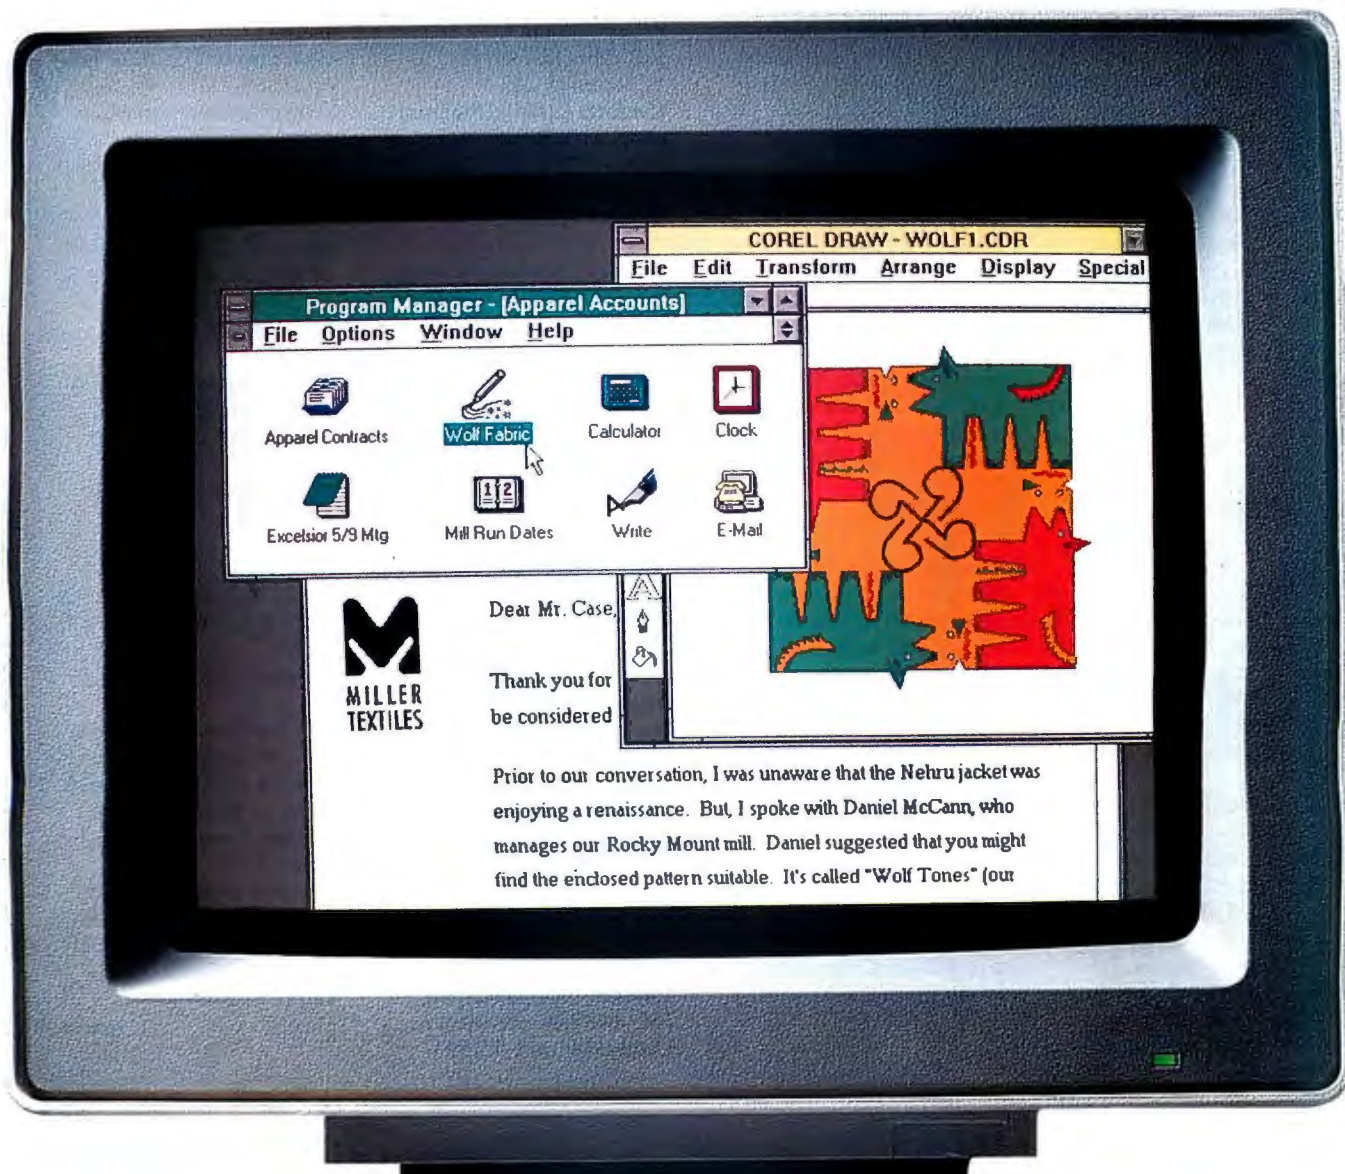 COREL DRAW - WOLF1.CDR
File Edit Transform Arrange Display Special
Program Manager - [Apparel Accounts]
File Options Window Help
Apparel Contracts
Wolf Fabric
Calculator
Clock
Excelsior 5/9 Mtg
1 2
Mill Run Dates
Write
E-Mail
MILLER
TEXTILES
Dear Mr. Case,
Thank you for
be considered
Prior to our conversation, I was unaware that the Nehru jacket was
enjoying a renaissance. But, I spoke with Daniel McCann, who
manages our Rocky Mount mill. Daniel suggested that you might
find the enclosed pattern suitable. It's called "Wolf Tones" (our